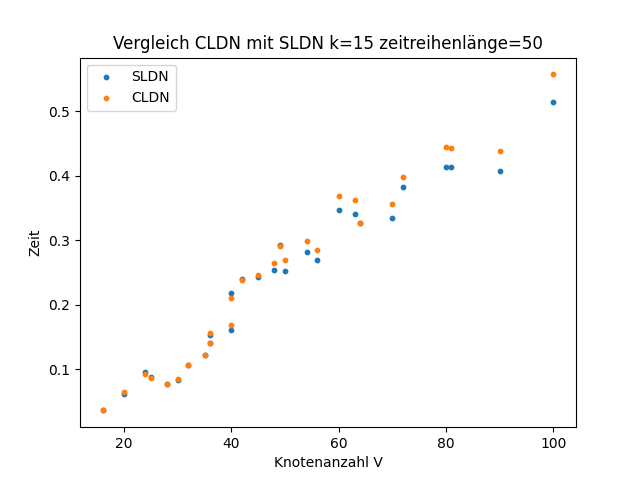 Vergleich CLDN mit SLDN k=15 zeitreihenlänge=50
SLDN
CLDN
0.5
0.4
0.3
0.2
0.1
Zeit
20 40 60 80 100
Knotenanzahl V